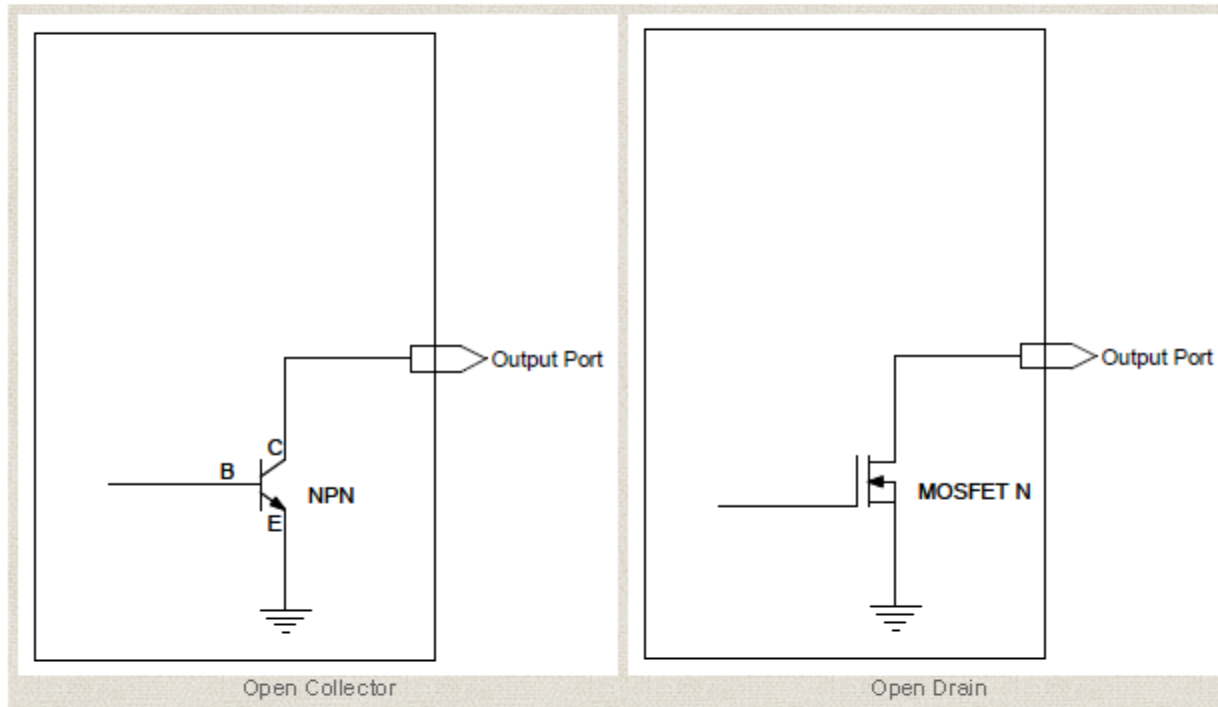 Output Port
C
B
NPN
E
Open Collector
Output Port
MOSFET N
Open Drain